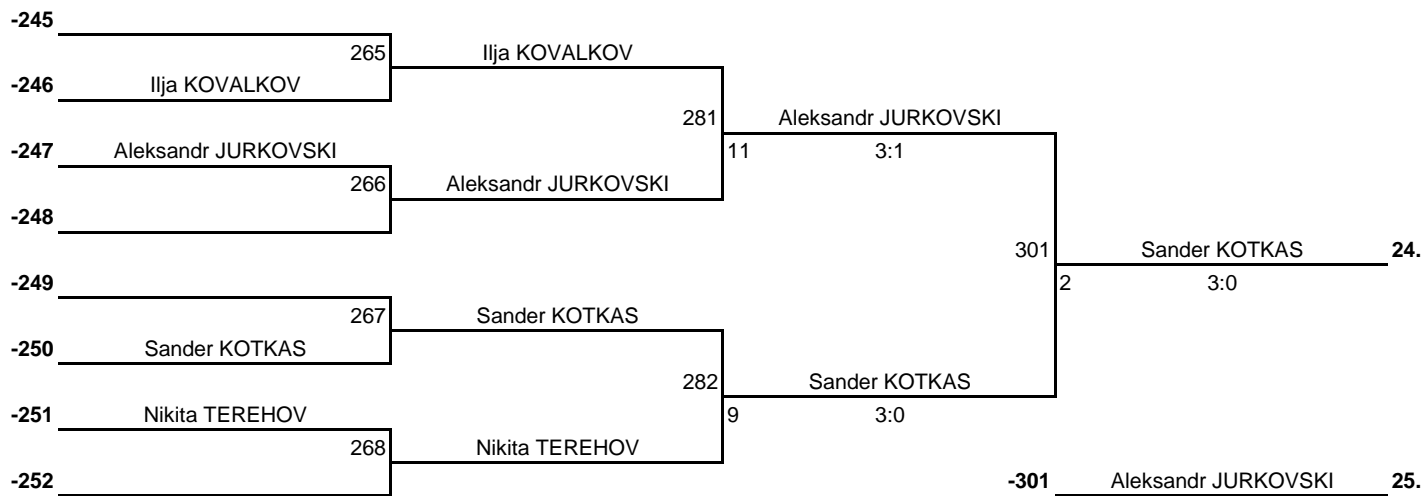 -245
265 Ilja KOVALKOV
-246 Ilja KOVALKOV
281 Aleksandr JURKOVSKI
-247 Aleksandr JURKOVSKI
11 3:1
266 Aleksandr JURKOVSKI
-248
301 Sander KOTKAS 24.
-249
2 3:0
267 Sander KOTKAS
-250 Sander KOTKAS
282 Sander KOTKAS
-251 Nikita TEREHOV
9 3:0
268 Nikita TEREHOV
-252
-301 Aleksandr JURKOVSKI 25.